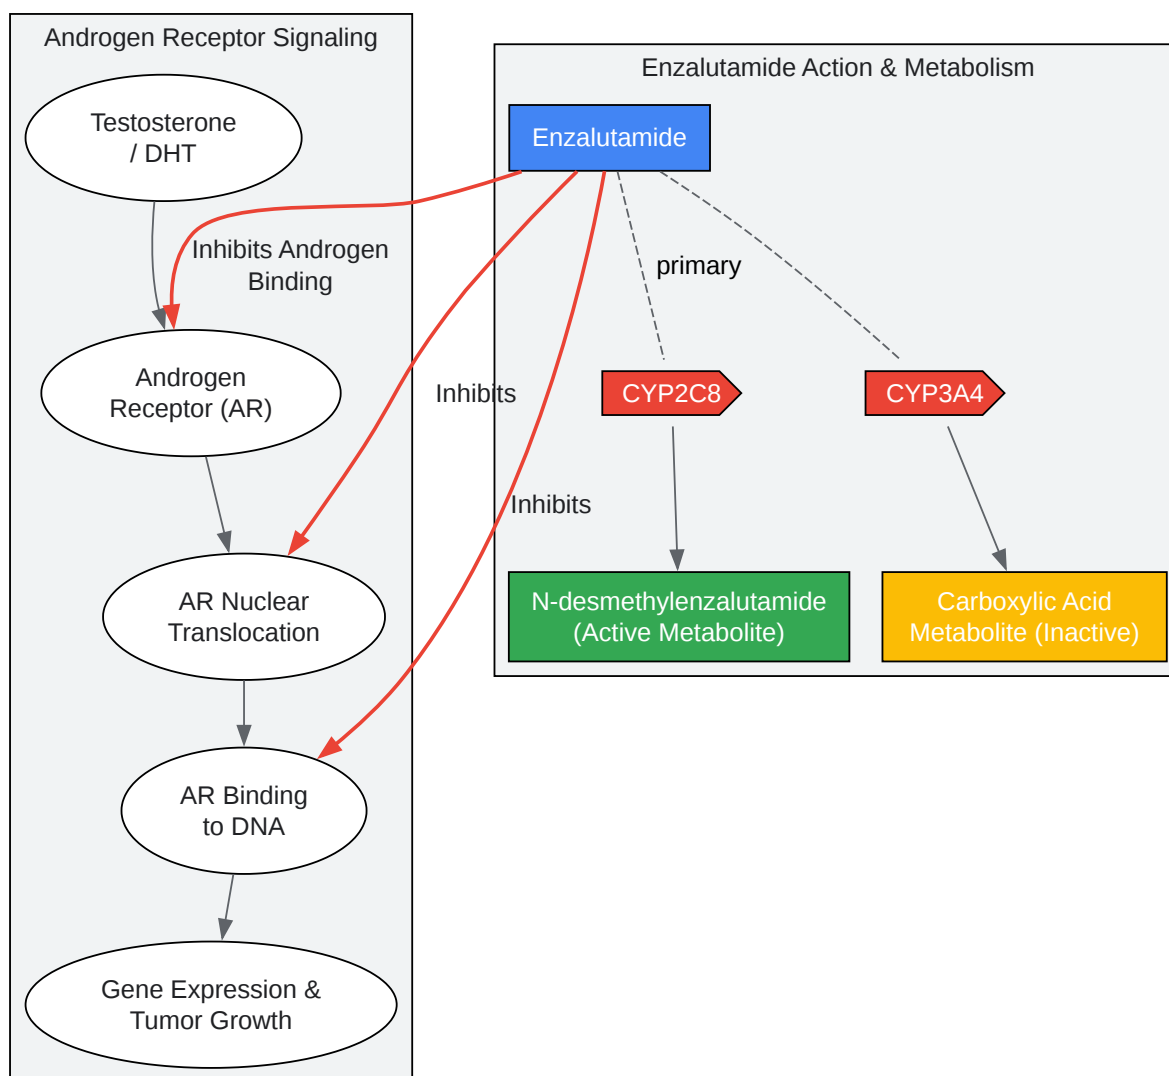 Androgen Receptor Signaling
Testosterone
/ DHT
Inhibits Androgen
Binding
Androgen
Receptor (AR)
Inhibits
Inhibits
AR Nuclear
Translocation
AR Binding
to DNA
Gene Expression &
Tumor Growth
Enzalutamide Action & Metabolism
Enzalutamide
primary
CYP2C8
CYP3A4
N-desmethylenzalutamide
(Active Metabolite)
Carboxylic Acid
Metabolite (Inactive)